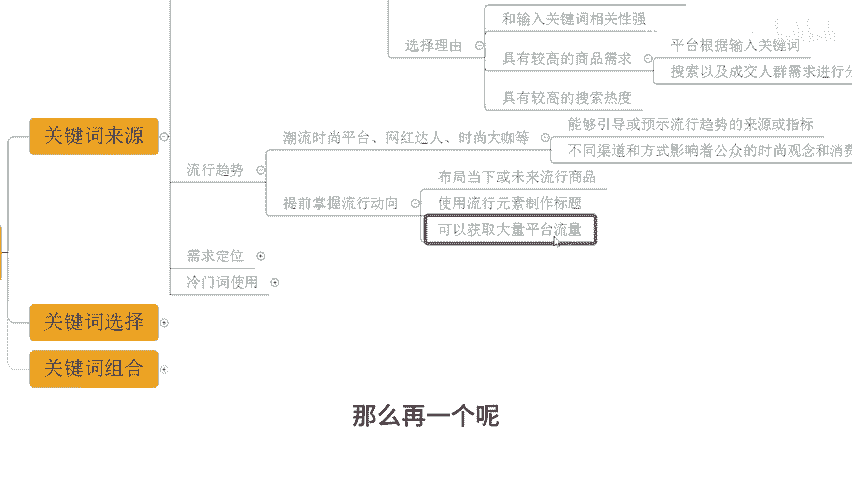 和输入关键词相关性强
选择理由
具有较高的商品需求
平台根据输入关键词
搜索以及成交人群需求进行分
具有较高的搜索热度
关键词来源
流行趋势
潮流时尚平台、网红达人、时尚大咖等
能够引导或预示流行趋势的来源或指标
不同渠道和方式影响着公众的时尚观念和消费
提前掌握流行动向
布局当下或未来流行商品
使用流行元素制作标题
可以获取大量平台流量
需求定位
冷门词使用
关键词选择
关键词组合
那么再一个呢